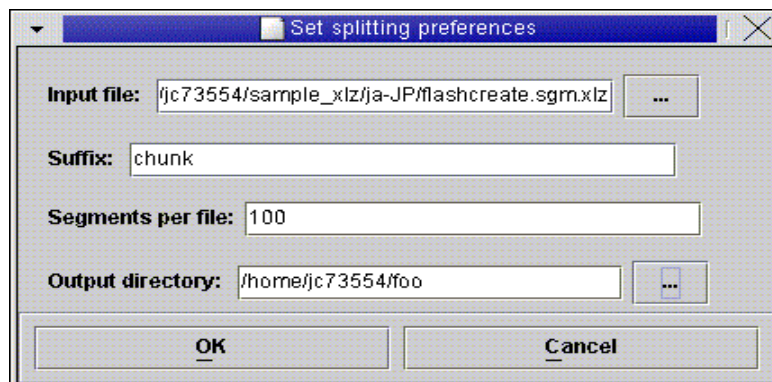 Set splitting preferences
Input file: /jc73554/sample_xlz/ja-JP/flashcreate.sgm.xlz ...
Suffix: chunk
Segments per file: 100
Output directory: /home/jc73554/foo ...
OK Cancel